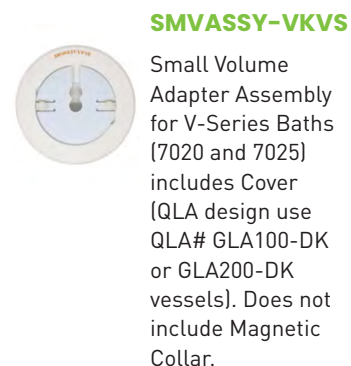 SMVASSY-VKVS
Small Volume
Adapter Assembly
for V-Series Baths
(7020 and 7025)
includes Cover
(QLA design use
QLA# GLA100-DK
or GLA200-DK
vessels). Does not
include Magnetic
Collar.